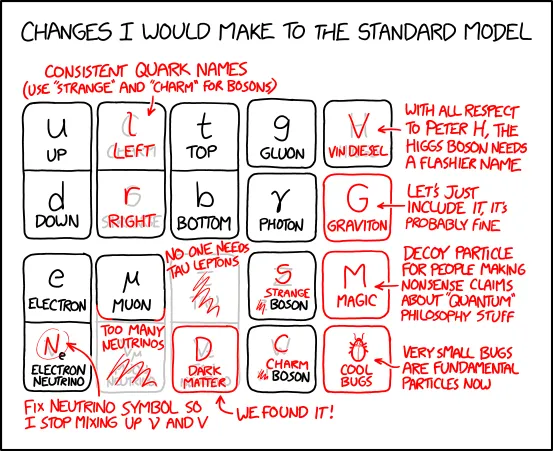 CHANGES I WOULD MAKE TO THE STANDARD MODEL
CONSISTENT QUARK NAMES
(USE "STRANGE" AND "CHARM" FOR BOSONS)
u
UP
l
LEFT
t
TOP
g
GLUON
V
VIN DIESEL
WITH ALL RESPECT
TO PETER H, THE
HIGGS BOSON NEEDS
A FLASHIER NAME
d
DOWN
r
RIGHT
b
BOTTOM
γ
PHOTON
G
GRAVITON
LET'S JUST
INCLUDE IT, IT'S
PROBABLY FINE
e
ELECTRON
μ
MUON
NO ONE NEEDS
TAU LEPTONS
S
STRANGE
BOSON
M
MAGIC
DECOY PARTICLE
FOR PEOPLE MAKING
NONSENSE CLAIMS
ABOUT "QUANTUM"
PHILOSOPHY STUFF
Ne
ELECTRON
NEUTRINO
TOO MANY
NEUTRINOS
D
DARK
MATTER
C
CHARM
BOSON
COOL
BUGS
VERY SMALL BUGS
ARE FUNDAMENTAL
PARTICLES NOW
FIX NEUTRINO SYMBOL SO
I STOP MIXING UP ν AND V
WE FOUND IT!